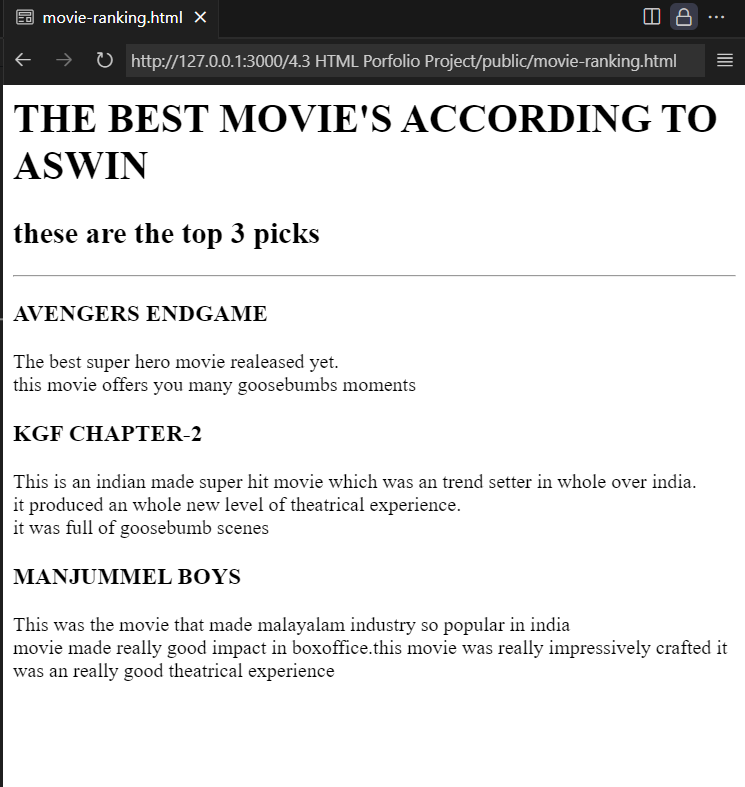 movie-ranking.html
http://127.0.0.1:3000/4.3 HTML Porfolio Project/public/movie-ranking.html
THE BEST MOVIE'S ACCORDING TO
ASWIN
these are the top 3 picks
AVENGERS ENDGAME
The best super hero movie realeased yet.
this movie offers you many goosebumbs moments
KGF CHAPTER-2
This is an indian made super hit movie which was an trend setter in whole over india.
it produced an whole new level of theatrical experience.
it was full of goosebumb scenes
MANJUMMEL BOYS
This was the movie that made malayalam industry so popular in india
movie made really good impact in boxoffice.this movie was really impressively crafted it
was an really good theatrical experience